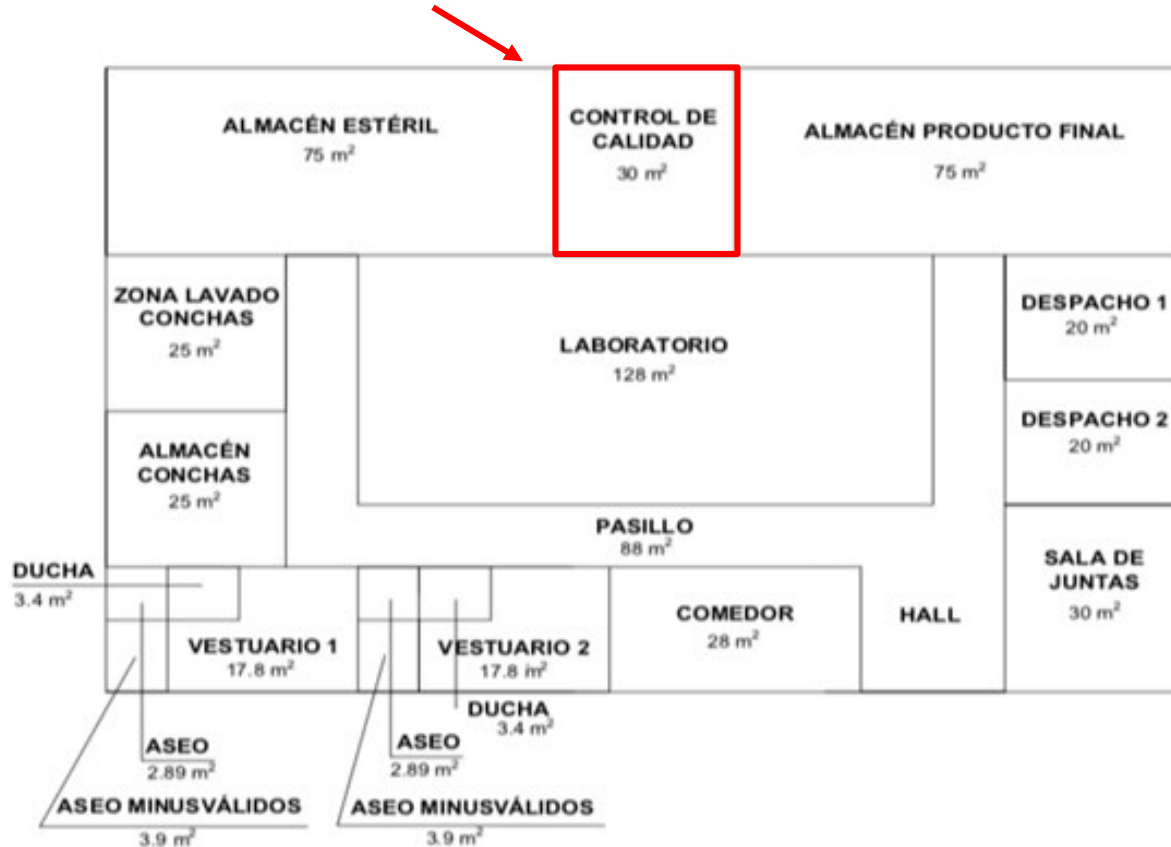 ALMACÉN ESTÉRIL
75 m²
CONTROL DE
CALIDAD
30 m²
ALMACÉN PRODUCTO FINAL
75 m²
ZONA LAVADO
CONCHAS
25 m²
LABORATORIO
128 m²
DESPACHO 1
20 m²
DESPACHO 2
20 m²
ALMACÉN
CONCHAS
25 m²
PASILLO
88 m²
SALA DE
JUNTAS
30 m²
DUCHA
3.4 m²
VESTUARIO 1
17.8 m²
VESTUARIO 2
17.8 m²
COMEDOR
28 m²
HALL
DUCHA
3.4 m²
ASEO
2.89 m²
ASEO
2.89 m²
ASEO MINUSVÁLIDOS
3.9 m²
ASEO MINUSVÁLIDOS
3.9 m²